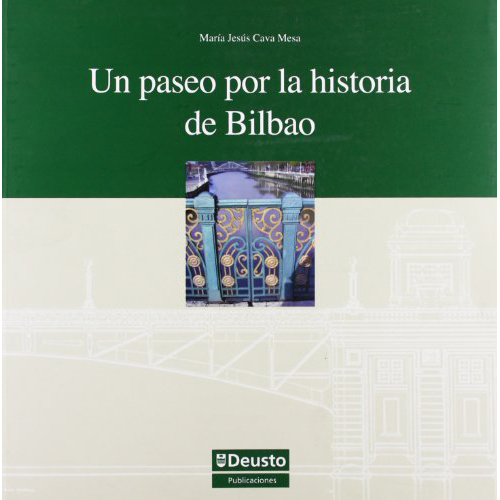 María Jesús Cava Mesa
Un paseo por la historia
de Bilbao
Deusto
Publicaciones